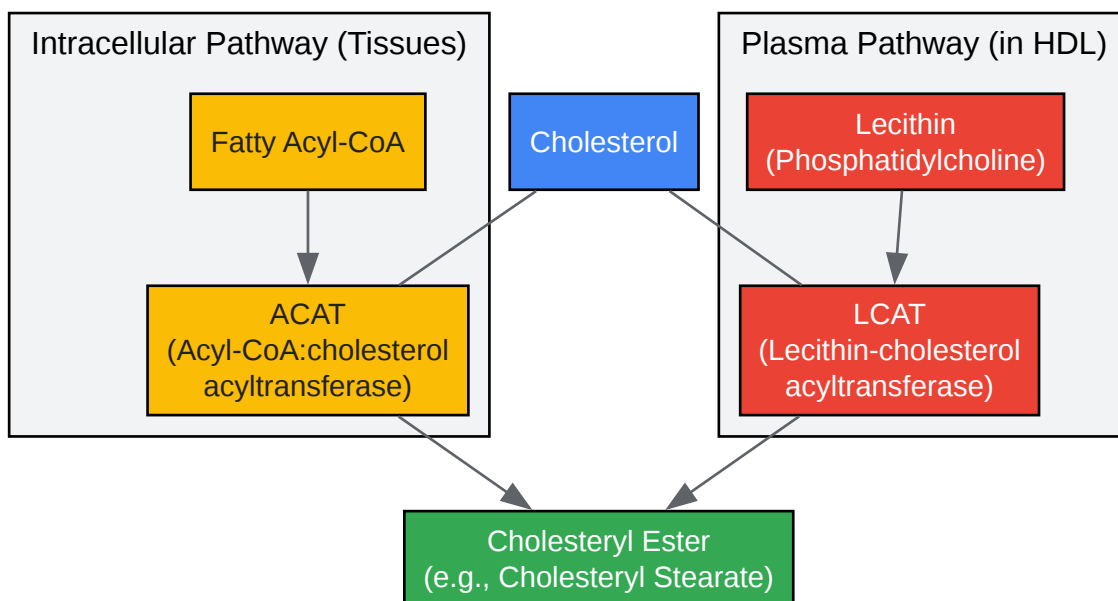 Intracellular Pathway (Tissues)
Plasma Pathway (in HDL)
Fatty Acyl-CoA
Cholesterol
Lecithin
(Phosphatidylcholine)
ACAT
(Acyl-CoA:cholesterol
acyltransferase)
LCAT
(Lecithin-cholesterol
acyltransferase)
Cholesteryl Ester
(e.g., Cholesteryl Stearate)